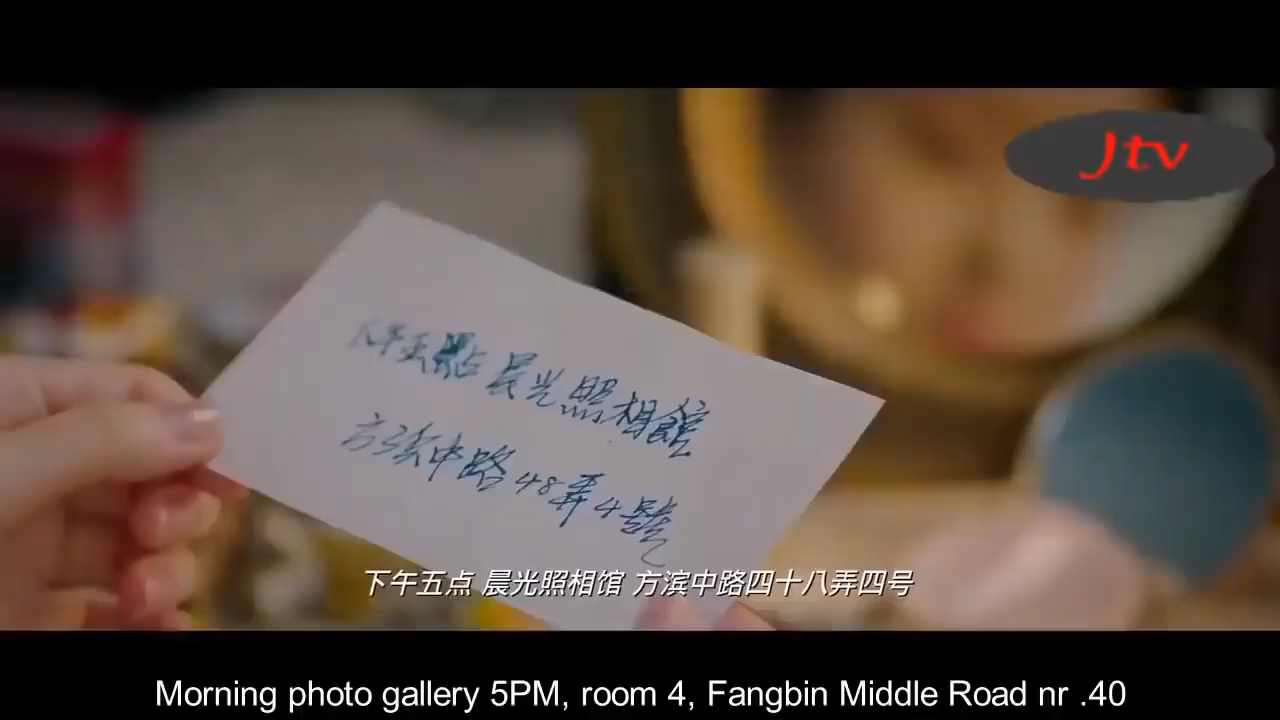 Jtv
下午五點 晨光照相館
方浜中路48弄4號
下午五点 晨光照相馆 方滨中路四十八弄四号
Morning photo gallery 5PM, room 4, Fangbin Middle Road nr .40